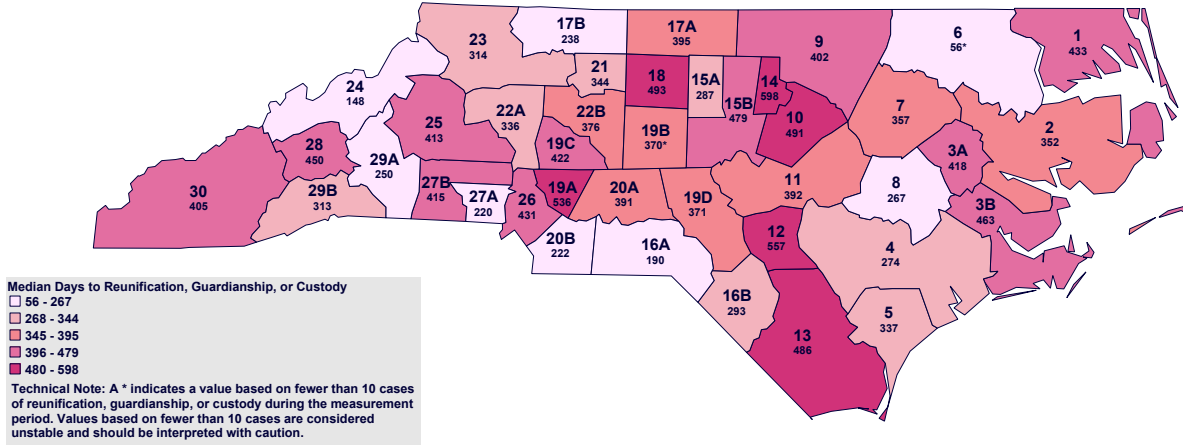 17B
238
17A
395
23
314
9
402
6
56*
1
433
21
344
18
493
15A
287
14
598
24
148
22A
336
22B
376
15B
479
10
491
7
357
2
352
25
413
19B
370*
28
450
19C
422
3A
418
29A
250
30
405
29B
313
27B
415
27A
220
26
431
19A
536
20A
391
19D
371
11
392
8
267
3B
463
12
557
20B
222
16A
190
4
274
16B
293
5
337
13
486
Median Days to Reunification, Guardianship, or Custody
56 - 267
268 - 344
345 - 395
396 - 479
480 - 598
Technical Note: A * indicates a value based on fewer than 10 cases
of reunification, guardianship, or custody during the measurement
period. Values based on fewer than 10 cases are considered
unstable and should be interpreted with caution.